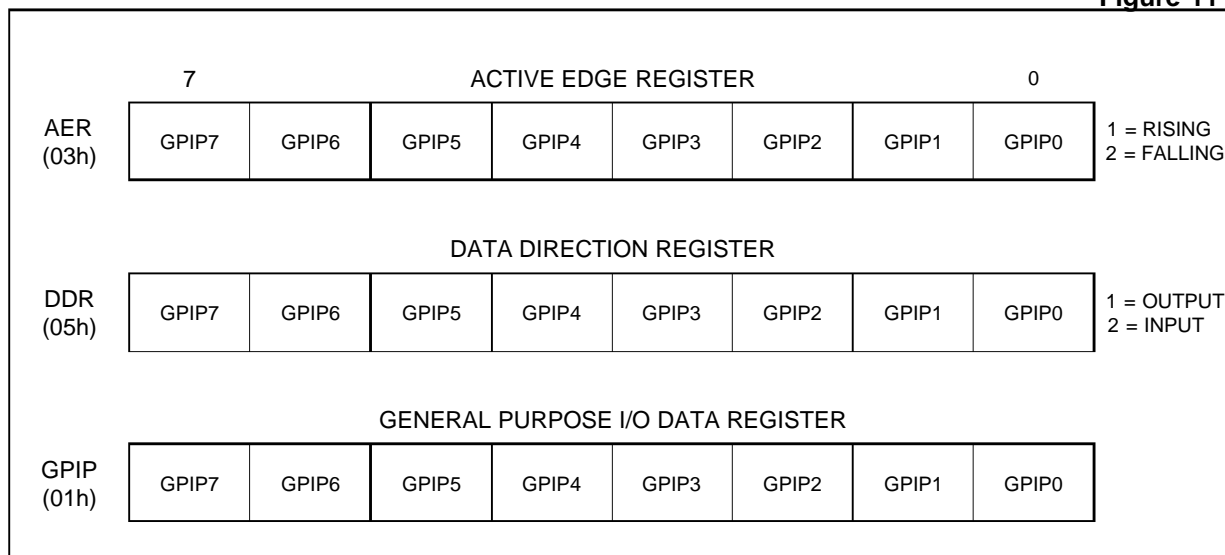 7 ACTIVE EDGE REGISTER 0
AER
(03h)
GPIP7 GPIP6 GPIP5 GPIP4 GPIP3 GPIP2 GPIP1 GPIP0
1 = RISING
2 = FALLING
DATA DIRECTION REGISTER
DDR
(05h)
GPIP7 GPIP6 GPIP5 GPIP4 GPIP3 GPIP2 GPIP1 GPIP0
1 = OUTPUT
2 = INPUT
GENERAL PURPOSE I/O DATA REGISTER
GPIP
(01h)
GPIP7 GPIP6 GPIP5 GPIP4 GPIP3 GPIP2 GPIP1 GPIP0